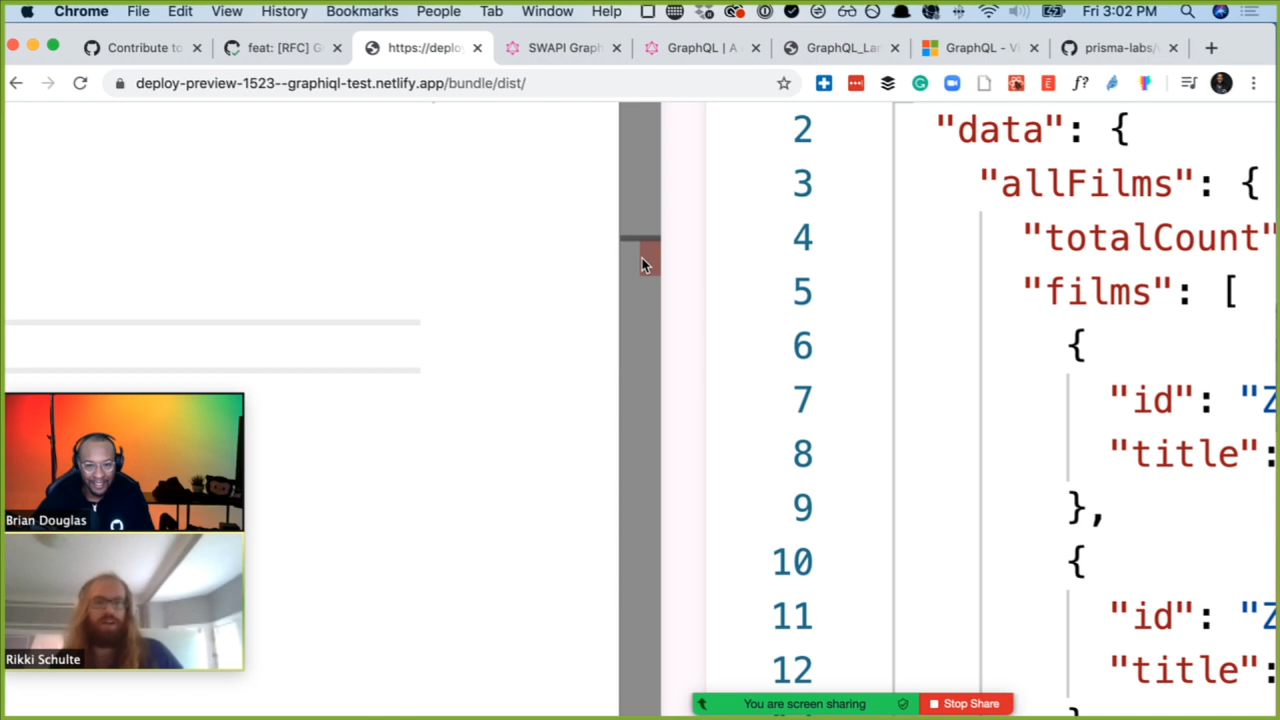 Chrome File Edit View History Bookmarks People Tab Window Help Fri 3:02 PM
Contribute to
feat: [RFC] G
https://deploy
SWAPI Graph
GraphQL | A
GraphQL_Lan
GraphQL - Vi
prisma-labs/
deploy-preview-1523--graphiql-test.netlify.app/bundle/dist/
2 "data": {
3 "allFilms": {
4 "totalCount"
5 "films": [
6 {
7 "id": "Z
8 "title":
9 },
10 {
11 "id": "Z
12 "title":
Brian Douglas
Rikki Schulte
You are screen sharing
Stop Share